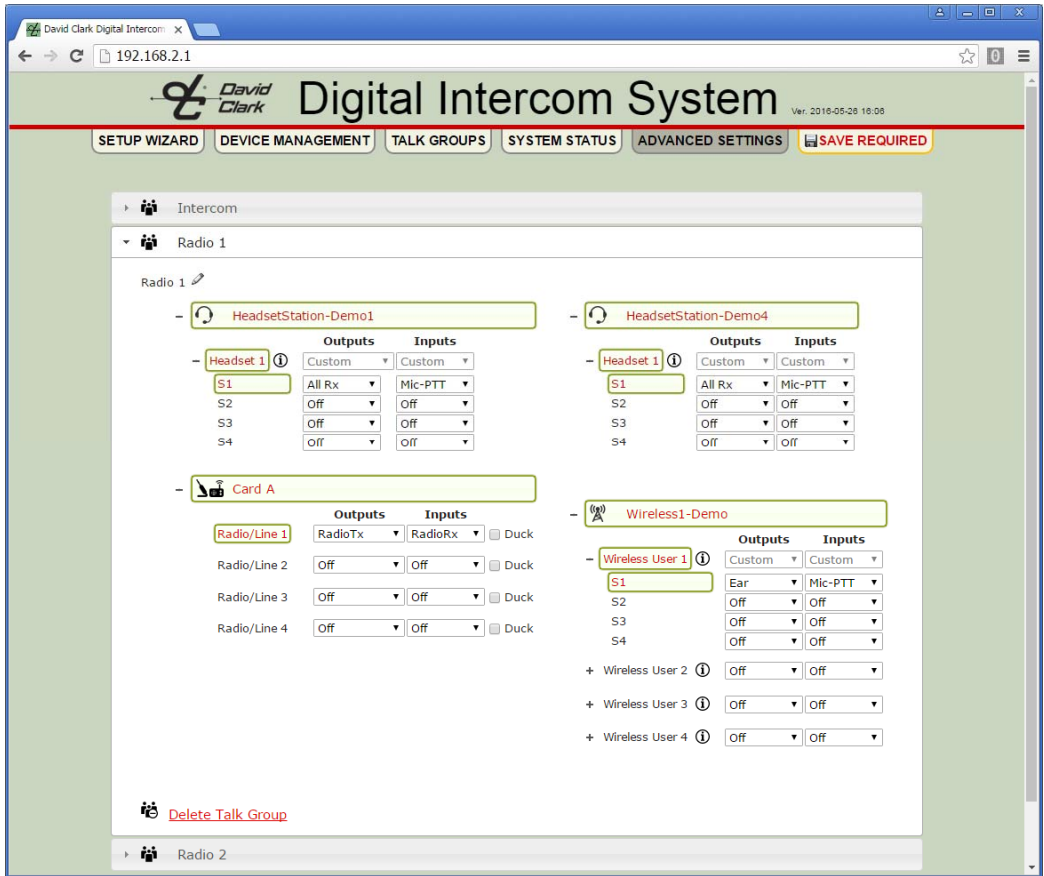 David Clark Digital Intercom
192.168.2.1
David Clark
Digital Intercom System
Ver. 2016-05-26 16:06
SETUP WIZARD DEVICE MANAGEMENT TALK GROUPS SYSTEM STATUS ADVANCED SETTINGS SAVE REQUIRED
Intercom
Radio 1
Radio 1
HeadsetStation-Demo1
Outputs Inputs
Headset 1 Custom Custom
S1 All Rx Mic-PTT
S2 Off Off
S3 Off Off
S4 Off Off
HeadsetStation-Demo4
Outputs Inputs
Headset 1 Custom Custom
S1 All Rx Mic-PTT
S2 Off Off
S3 Off Off
S4 Off Off
Card A
Outputs Inputs
Radio/Line 1 RadioTx RadioRx Duck
Radio/Line 2 Off Off Duck
Radio/Line 3 Off Off Duck
Radio/Line 4 Off Off Duck
Wireless1-Demo
Outputs Inputs
Wireless User 1 Custom Custom
S1 Ear Mic-PTT
S2 Off Off
S3 Off Off
S4 Off Off
Wireless User 2 Off Off
Wireless User 3 Off Off
Wireless User 4 Off Off
Delete Talk Group
Radio 2